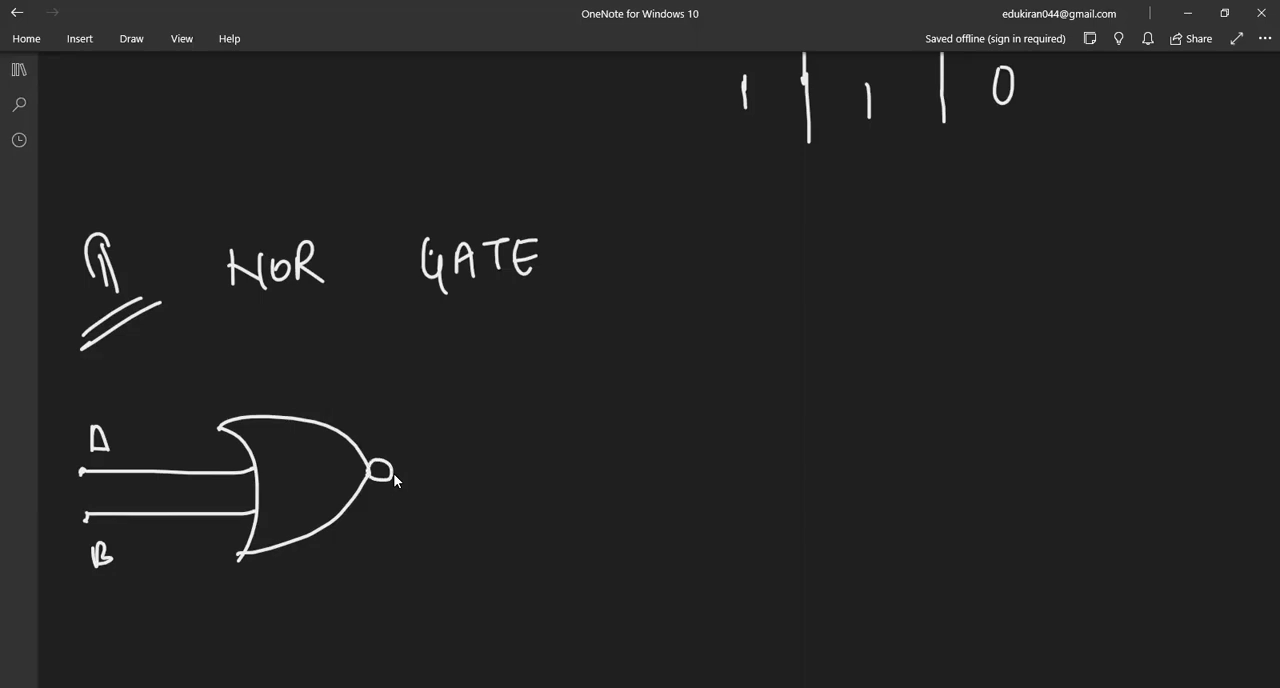 OneNote for Windows 10
edukiran044@gmail.com
Home Insert Draw View Help
Saved offline (sign in required)
Share
1 1 0
NOR GATE
A
B